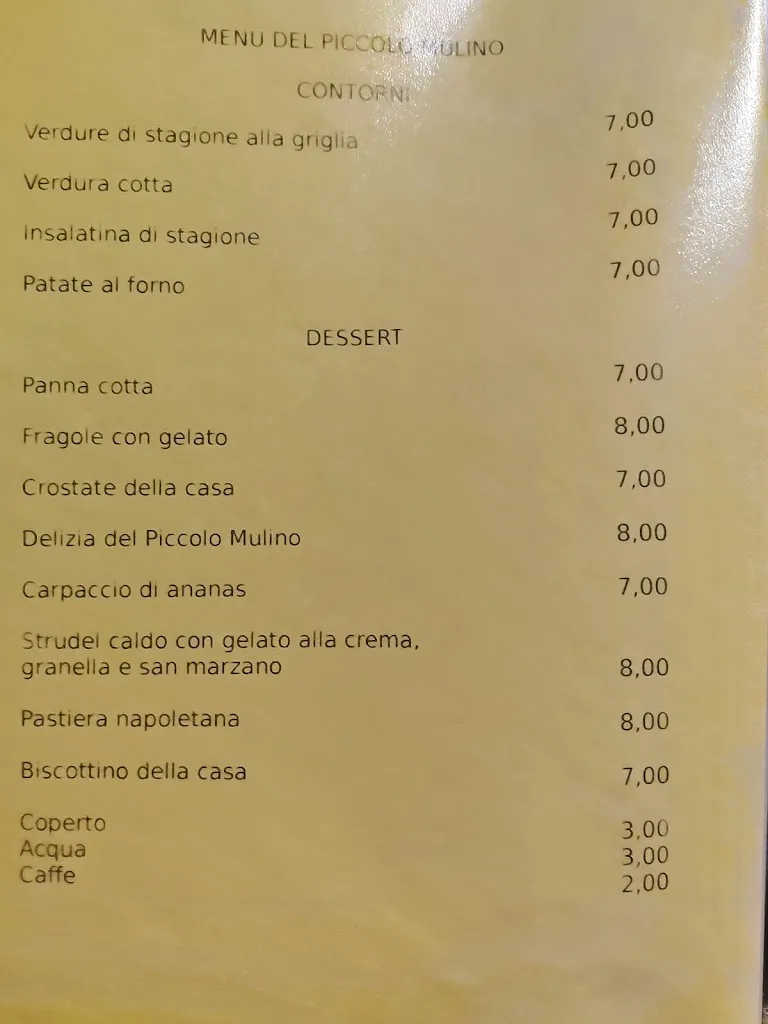 MENU DEL PICCOLO MULINO
CONTORNI
Verdure di stagione alla griglia 7,00
Verdura cotta 7,00
Insalatina di stagione 7,00
Patate al forno 7,00
DESSERT
Panna cotta 7,00
Fragole con gelato 8,00
Crostate della casa 7,00
Delizia del Piccolo Mulino 8,00
Carpaccio di ananas 7,00
Strudel caldo con gelato alla crema,
granella e san marzano 8,00
Pastiera napoletana 8,00
Biscottino della casa 7,00
Coperto 3,00
Acqua 3,00
Caffe 2,00